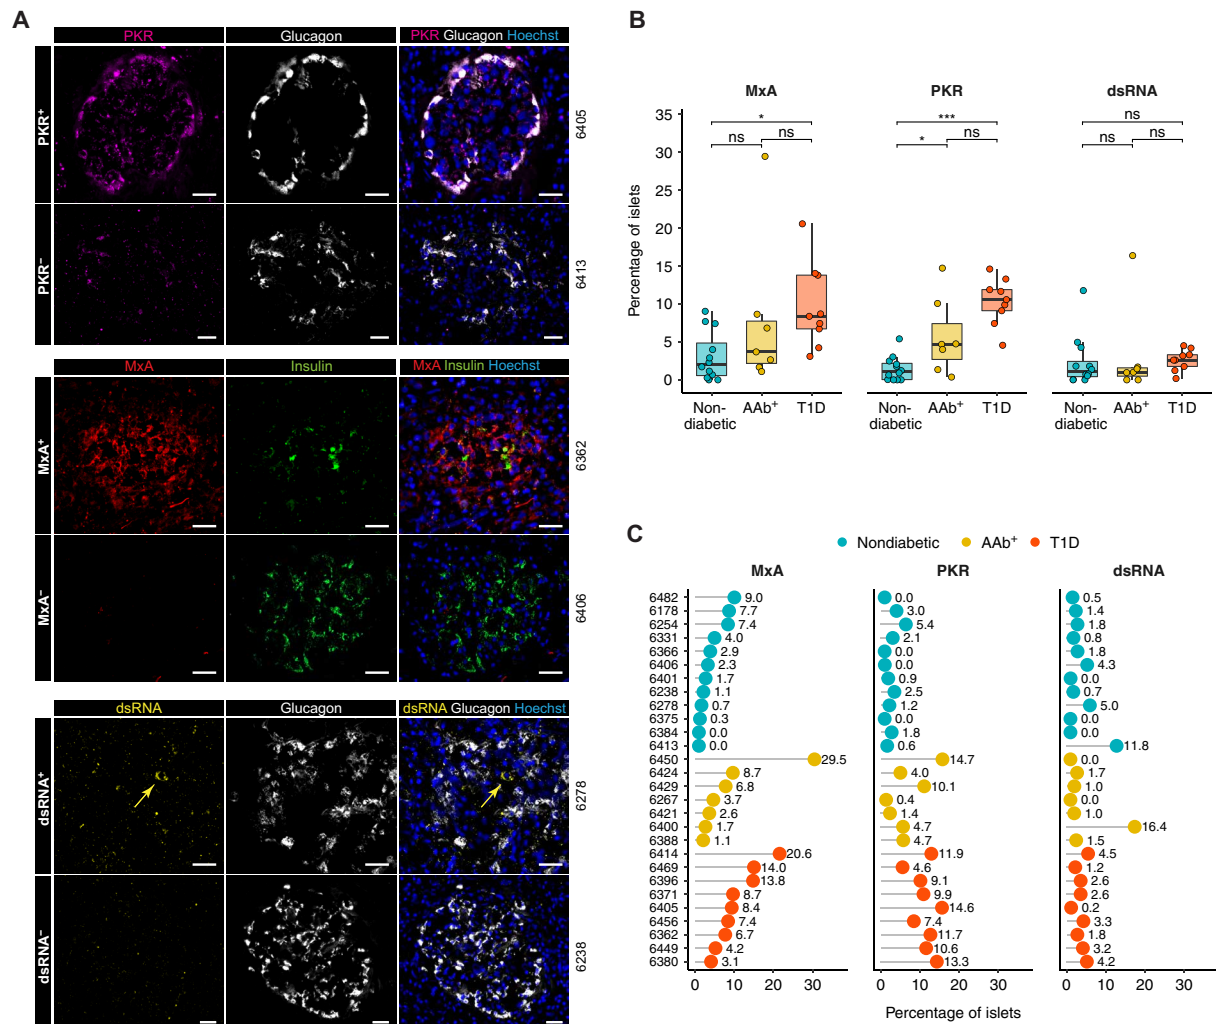 A
PKR Glucagon PKR Glucagon Hoechst
PKR⁺ 6405
PKR⁻ 6413
MxA Insulin MxA Insulin Hoechst
MxA⁺ 6362
MxA⁻ 6406
dsRNA Glucagon dsRNA Glucagon Hoechst
dsRNA⁺ 6278
dsRNA⁻ 6238
B
MxA PKR dsRNA
Percentage of islets
35
30
25
20
15
10
5
0
* ns ns
*** * ns
ns ns ns
Non-diabetic AAb⁺ T1D
Non-diabetic AAb⁺ T1D
Non-diabetic AAb⁺ T1D
C
Nondiabetic AAb⁺ T1D
MxA PKR dsRNA
6482 9.0 0.0 0.5
6178 7.7 3.0 1.4
6254 7.4 5.4 1.8
6331 4.0 2.1 0.8
6366 2.9 0.0 1.8
6406 2.3 0.0 4.3
6401 1.7 0.9 0.0
6238 1.1 2.5 0.7
6278 0.7 1.2 5.0
6375 0.3 0.0 0.0
6384 0.0 1.8 0.0
6413 0.0 0.6 11.8
6450 29.5 14.7 0.0
6424 8.7 4.0 1.7
6429 6.8 10.1 1.0
6267 3.7 0.4 0.0
6421 2.6 1.4 1.0
6400 1.7 4.7 16.4
6388 1.1 4.7 1.5
6414 20.6 11.9 4.5
6469 14.0 4.6 1.2
6396 13.8 9.1 2.6
6371 8.7 9.9 2.6
6405 8.4 14.6 0.2
6456 7.4 7.4 3.3
6362 6.7 11.7 1.8
6449 4.2 10.6 3.2
6380 3.1 13.3 4.2
0 10 20 30 0 10 20 30 0 10 20 30
Percentage of islets